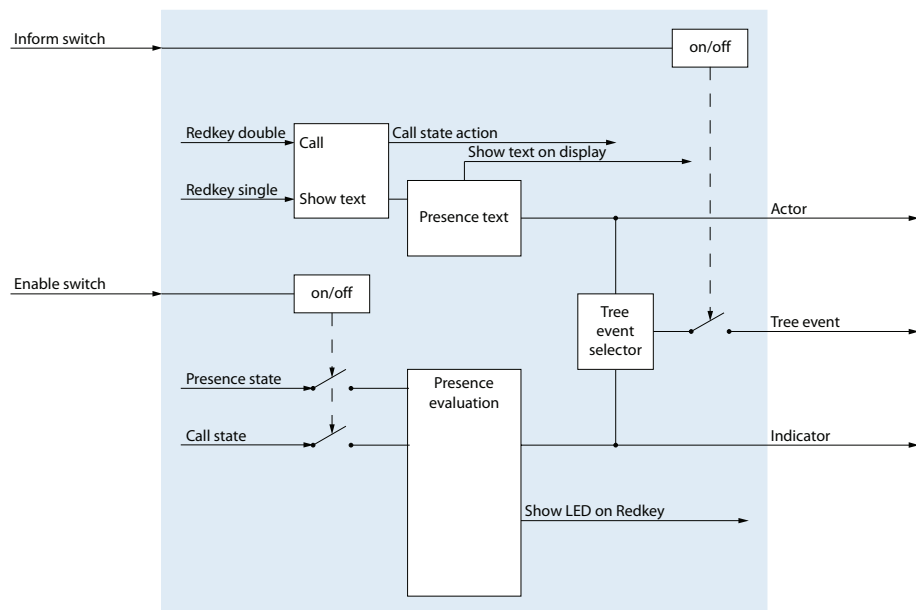 Inform switch
on/off
Redkey double
Call
Call state action
Show text on display
Redkey single
Show text
Presence text
Actor
Enable switch
on/off
Tree
event
selector
Tree event
Presence state
Presence
evaluation
Call state
Indicator
Show LED on Redkey